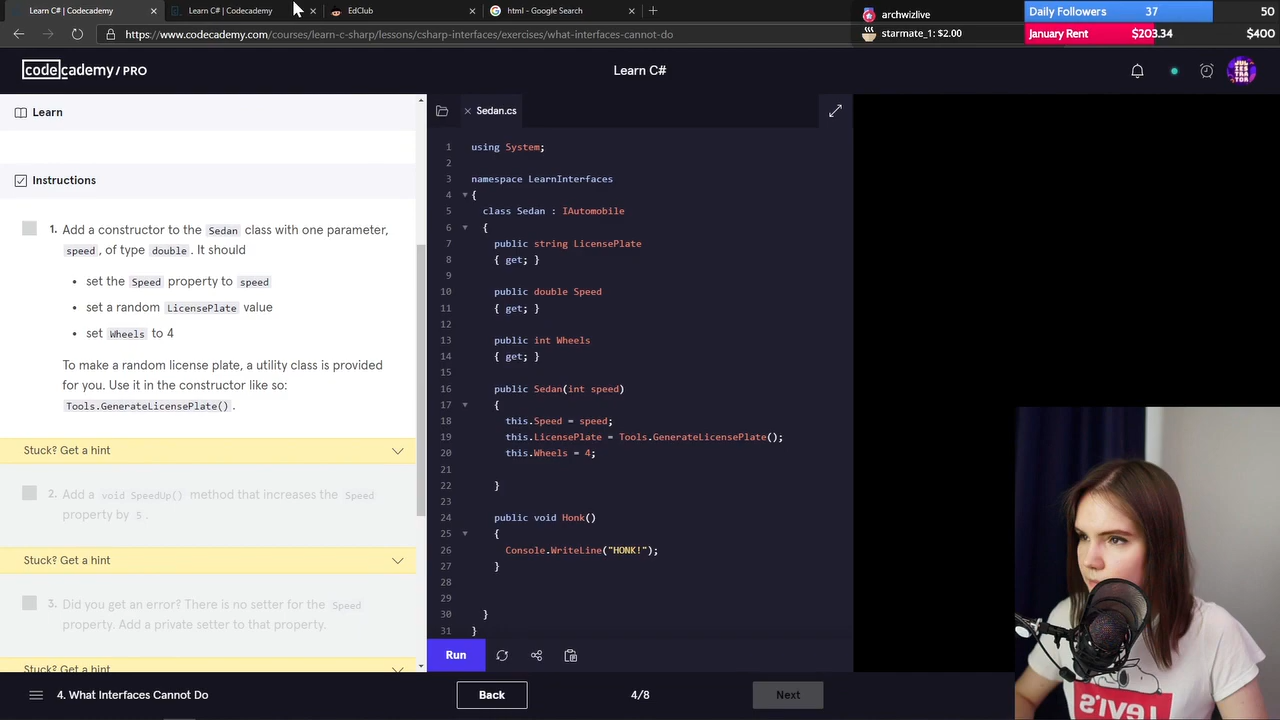 Learn C# | Codecademy
Learn C# | Codecademy
EdClub
html - Google Search
https://www.codecademy.com/courses/learn-c-sharp/lessons/csharp-interfaces/exercises/what-interfaces-cannot-do
archwizlive
starmate_1: $2.00
Daily Followers 37 50
January Rent $203.34 $400
codecademy / PRO
Learn C#
Learn
Instructions
1. Add a constructor to the Sedan class with one parameter,
speed, of type double. It should
• set the Speed property to speed
• set a random LicensePlate value
• set Wheels to 4
To make a random license plate, a utility class is provided
for you. Use it in the constructor like so:
Tools.GenerateLicensePlate().
Stuck? Get a hint
2. Add a void SpeedUp() method that increases the Speed
property by 5.
Stuck? Get a hint
3. Did you get an error? There is no setter for the Speed
property. Add a private setter to that property.
Stuck? Get a hint
Sedan.cs
1 using System;
2
3 namespace LearnInterfaces
4 {
5 class Sedan : IAutomobile
6 {
7 public string LicensePlate
8 { get; }
9
10 public double Speed
11 { get; }
12
13 public int Wheels
14 { get; }
15
16 public Sedan(int speed)
17 {
18 this.Speed = speed;
19 this.LicensePlate = Tools.GenerateLicensePlate();
20 this.Wheels = 4;
21
22 }
23
24 public void Honk()
25 {
26 Console.WriteLine("HONK!");
27 }
28
29
30 }
31 }
Run
4. What Interfaces Cannot Do
Back
4/8
Next
LEVI'S